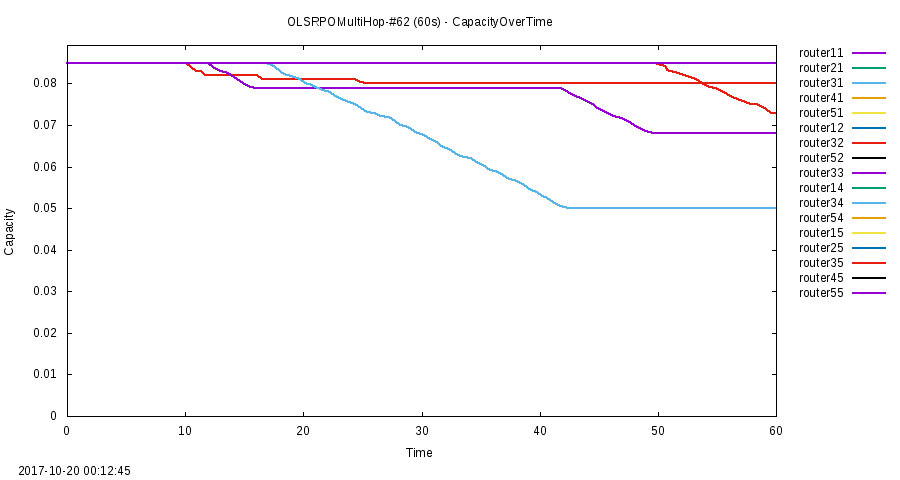 OLSRPOMultiHop-#62 (60s) - CapacityOverTime
router11
router21
router31
router41
router51
router12
router32
router52
router33
router14
router34
router54
router15
router25
router35
router45
router55
0.08
0.07
0.06
0.05
0.04
0.03
0.02
0.01
0
Capacity
0 10 20 30 40 50 60
Time
2017-10-20 00:12:45